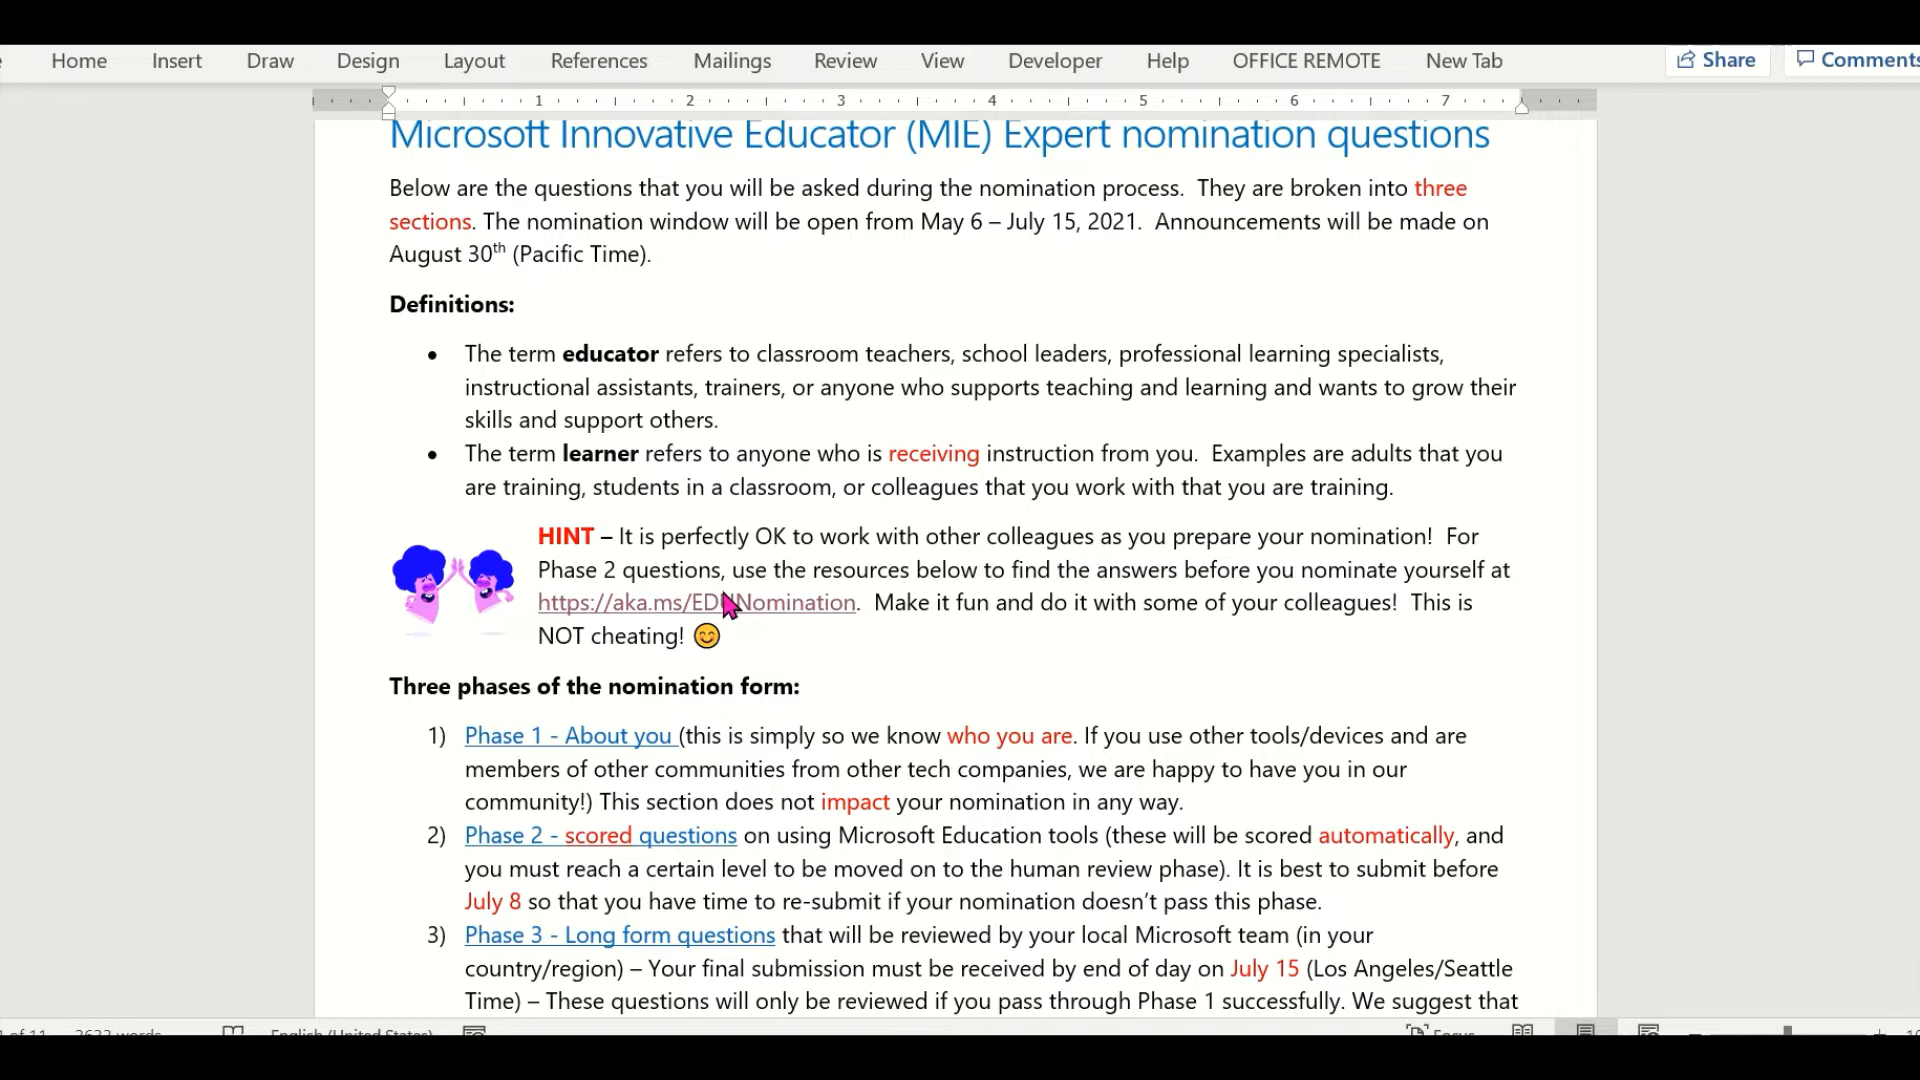 Home Insert Draw Design Layout References Mailings Review View Developer Help OFFICE REMOTE New Tab Share Comments
1 2 3 4 5 6 7
Microsoft Innovative Educator (MIE) Expert nomination questions
Below are the questions that you will be asked during the nomination process. They are broken into three
sections. The nomination window will be open from May 6 – July 15, 2021. Announcements will be made on
August 30th (Pacific Time).
Definitions:
• The term educator refers to classroom teachers, school leaders, professional learning specialists,
instructional assistants, trainers, or anyone who supports teaching and learning and wants to grow their
skills and support others.
• The term learner refers to anyone who is receiving instruction from you. Examples are adults that you
are training, students in a classroom, or colleagues that you work with that you are training.
HINT – It is perfectly OK to work with other colleagues as you prepare your nomination! For
Phase 2 questions, use the resources below to find the answers before you nominate yourself at
https://aka.ms/EDUNomination. Make it fun and do it with some of your colleagues! This is
NOT cheating! 😊
Three phases of the nomination form:
1) Phase 1 - About you (this is simply so we know who you are. If you use other tools/devices and are
members of other communities from other tech companies, we are happy to have you in our
community!) This section does not impact your nomination in any way.
2) Phase 2 - scored questions on using Microsoft Education tools (these will be scored automatically, and
you must reach a certain level to be moved on to the human review phase). It is best to submit before
July 8 so that you have time to re-submit if your nomination doesn’t pass this phase.
3) Phase 3 - Long form questions that will be reviewed by your local Microsoft team (in your
country/region) – Your final submission must be received by end of day on July 15 (Los Angeles/Seattle
Time) – These questions will only be reviewed if you pass through Phase 1 successfully. We suggest that
of 11 words English (United States) Focus